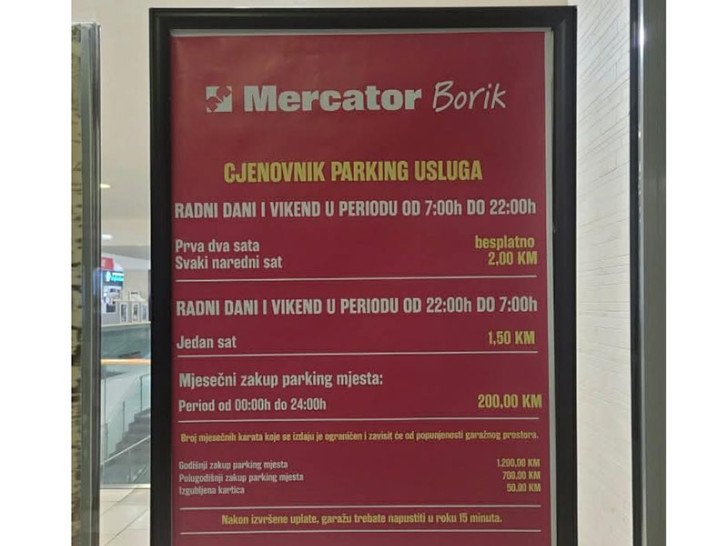 Mercator Borik
CJENOVNIK PARKING USLUGA
RADNI DANI I VIKEND U PERIODU OD 7:00h DO 22:00h
Prva dva sata besplatno
Svaki naredni sat 2,00 KM
RADNI DANI I VIKEND U PERIODU OD 22:00h DO 7:00h
Jedan sat 1,50 KM
Mjesečni zakup parking mjesta:
Period od 00:00h do 24:00h 200,00 KM
Broj mjesečnih karata koje se izdaju je ograničen i zavisit će od popunjenosti garažnog prostora.
Godišnji zakup parking mjesta 1.200,00 KM
Polugodišnji zakup parking mjesta 700,00 KM
Izgubljena kartica 50,00 KM
Nakon izvršene uplate, garažu trebate napustiti u roku 15 minuta.